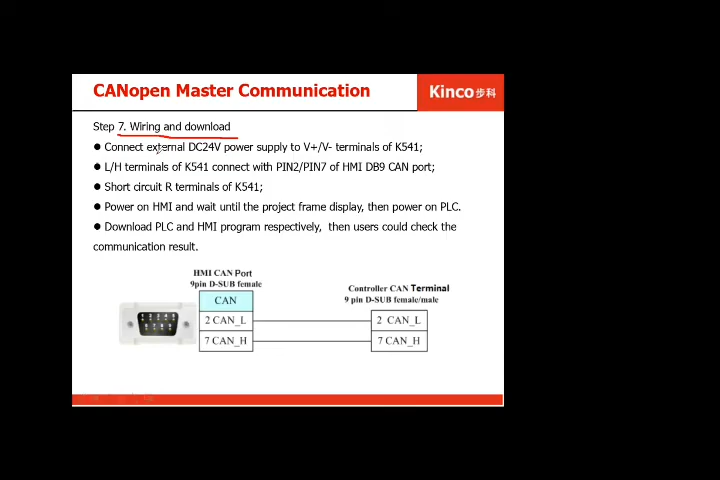 CANopen Master Communication
Kinco步科
Step 7. Wiring and download
● Connect external DC24V power supply to V+/V- terminals of K541;
● L/H terminals of K541 connect with PIN2/PIN7 of HMI DB9 CAN port;
● Short circuit R terminals of K541;
● Power on HMI and wait until the project frame display, then power on PLC.
● Download PLC and HMI program respectively, then users could check the
communication result.
HMI CAN Port
9pin D-SUB female
CAN
2 CAN_L
7 CAN_H
Controller CAN Terminal
9 pin D-SUB female/male
2 CAN_L
7 CAN_H